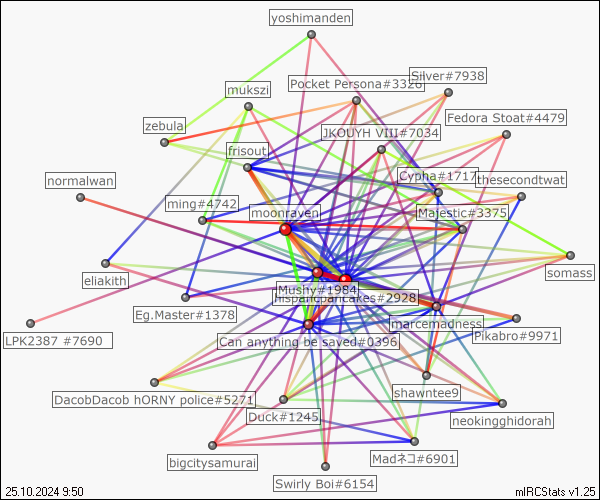 yoshimanden
Silver#7938
Pocket Persona#3326
mukszi
Fedora Stoat#4479
zebula
JKOUYH VIII#7034
frisout
Cypha#1717
thesecondtwat
normalwan
ming#4742
moonraven
Majestic#3375
somass
eliakith
Mushy#1984
hispanicpancakes#2928
Eg.Master#1378
marcemadness
LPK2387 #7690
Can anything be sayed#0396
Pikabro#9971
shawntee9
DacobDacob hORNY police#5271
Duck#1245
neokingghidorah
bigcitysamurai
Madネコ#6901
Swirly Boi#6154
25.10.2024 9:50
mIRCStats v1.25